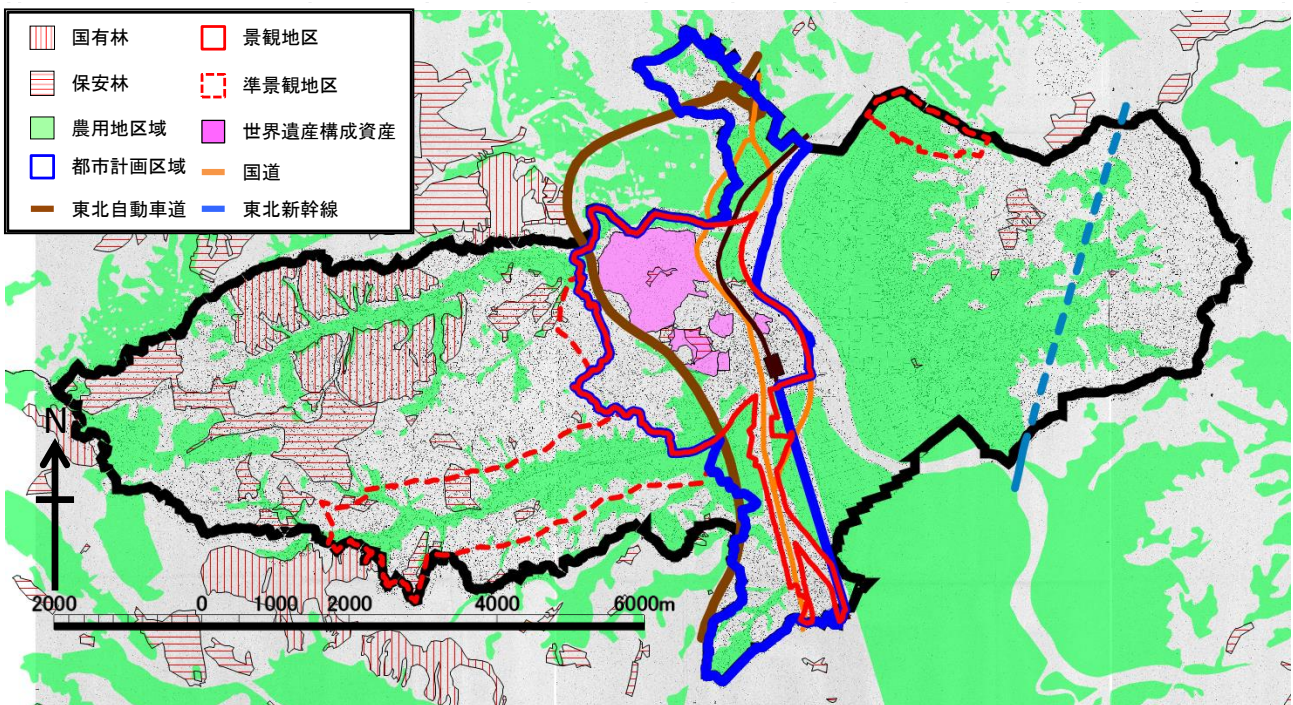 国有林
景観地区
保安林
準景観地区
農用地区域
世界遺産構成資産
都市計画区域
国道
東北自動車道
東北新幹線
N
2000 0 1000 2000 4000 6000m